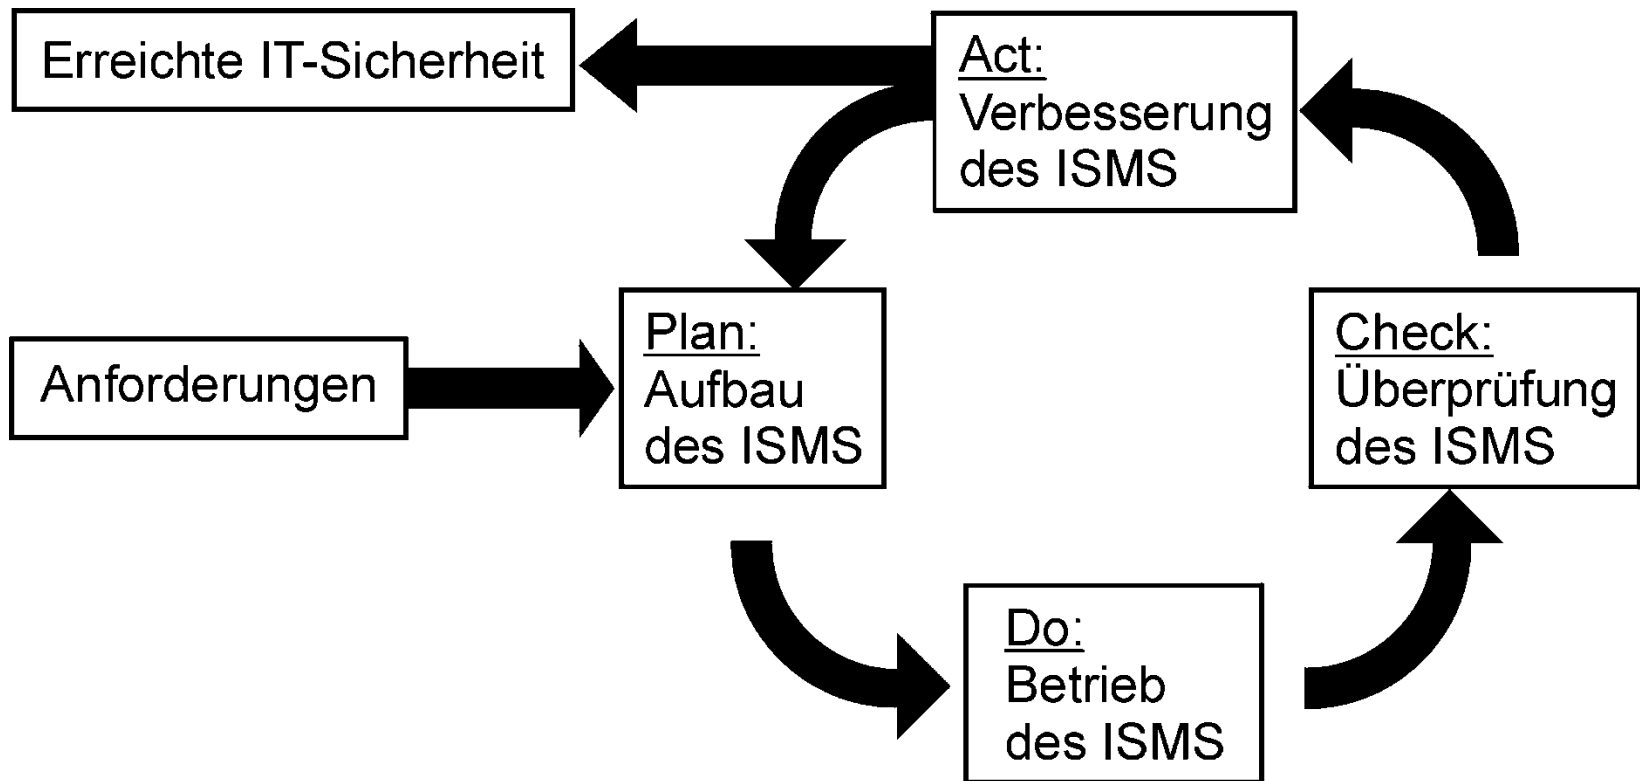 Erreichte IT-Sicherheit
Act:
Verbesserung
des ISMS
Anforderungen
Plan:
Aufbau
des ISMS
Check:
Überprüfung
des ISMS
Do:
Betrieb
des ISMS